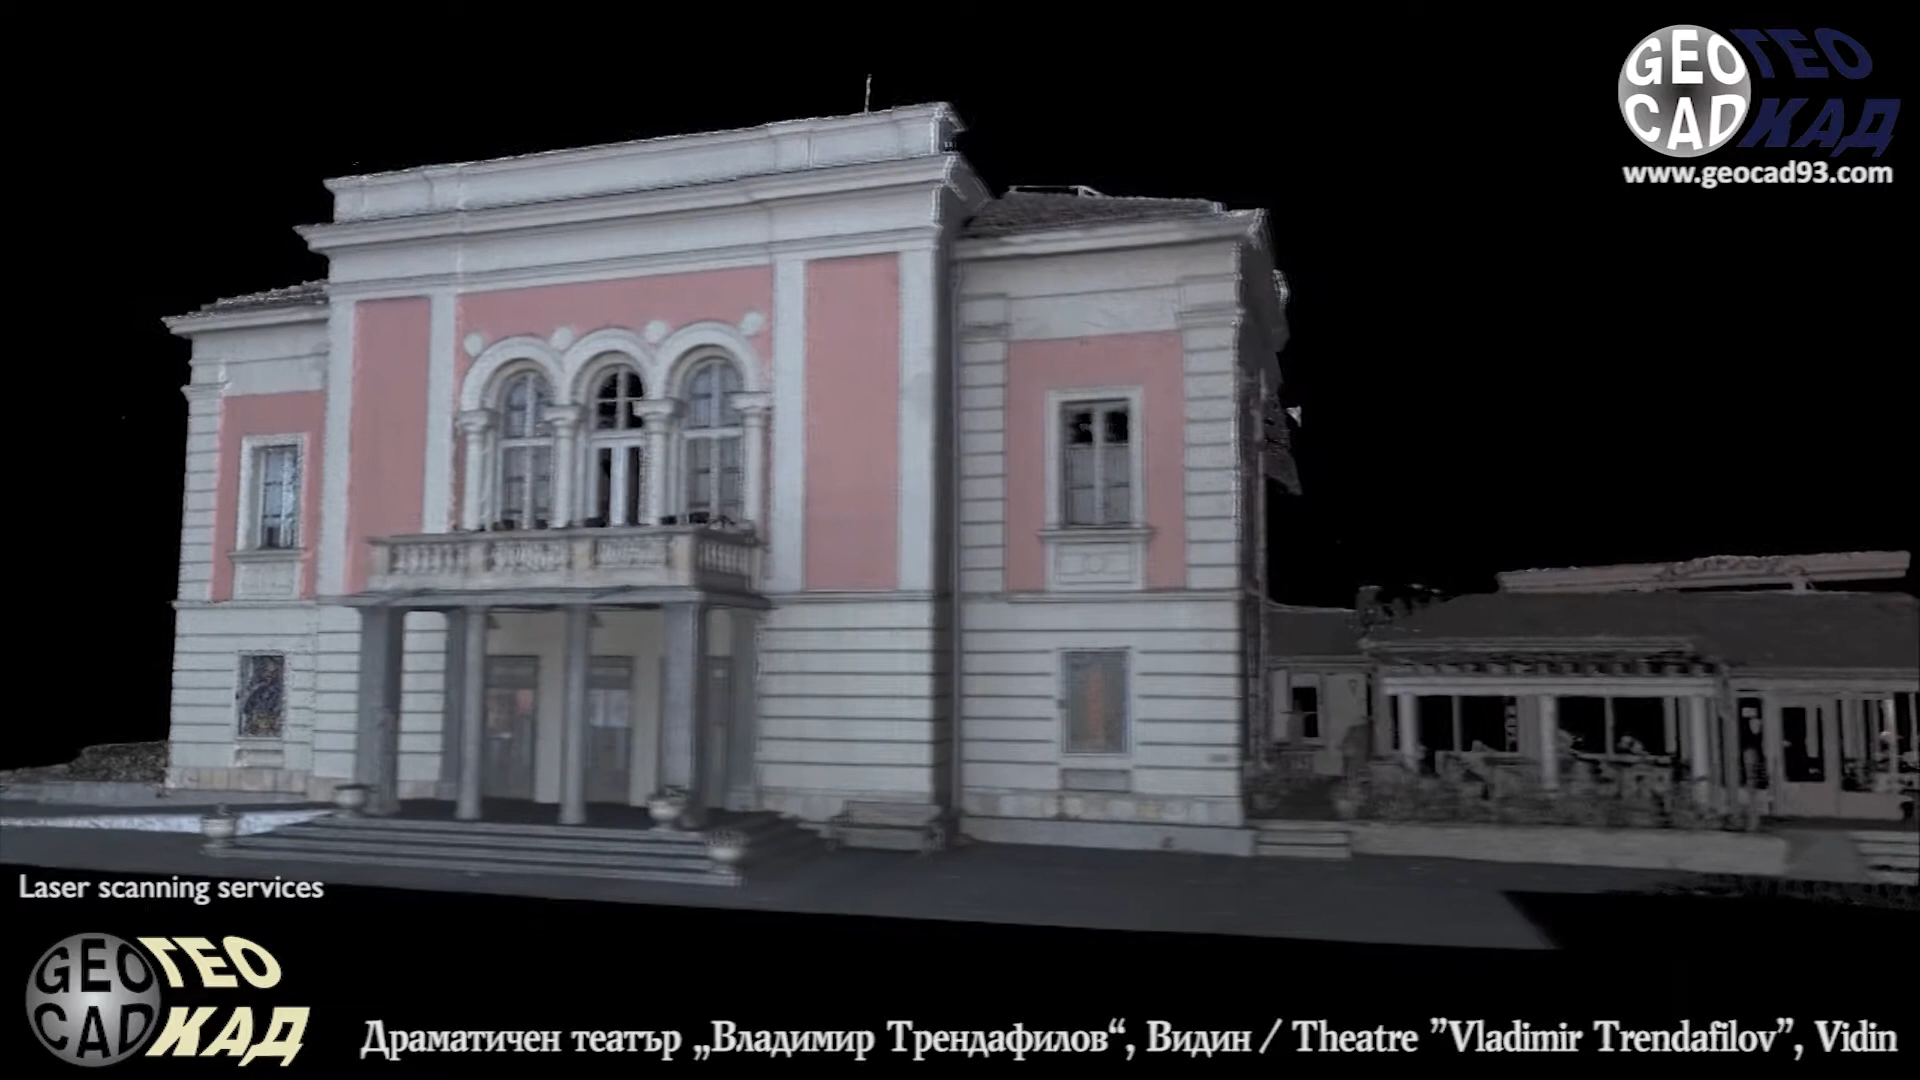 GEO ГЕО
CAD КАД
www.geocad93.com
Laser scanning services
GEO ГЕО
CAD КАД
Драматичен театър „Владимир Трендафилов“, Видин / Theatre ”Vladimir Trendafilov”, Vidin